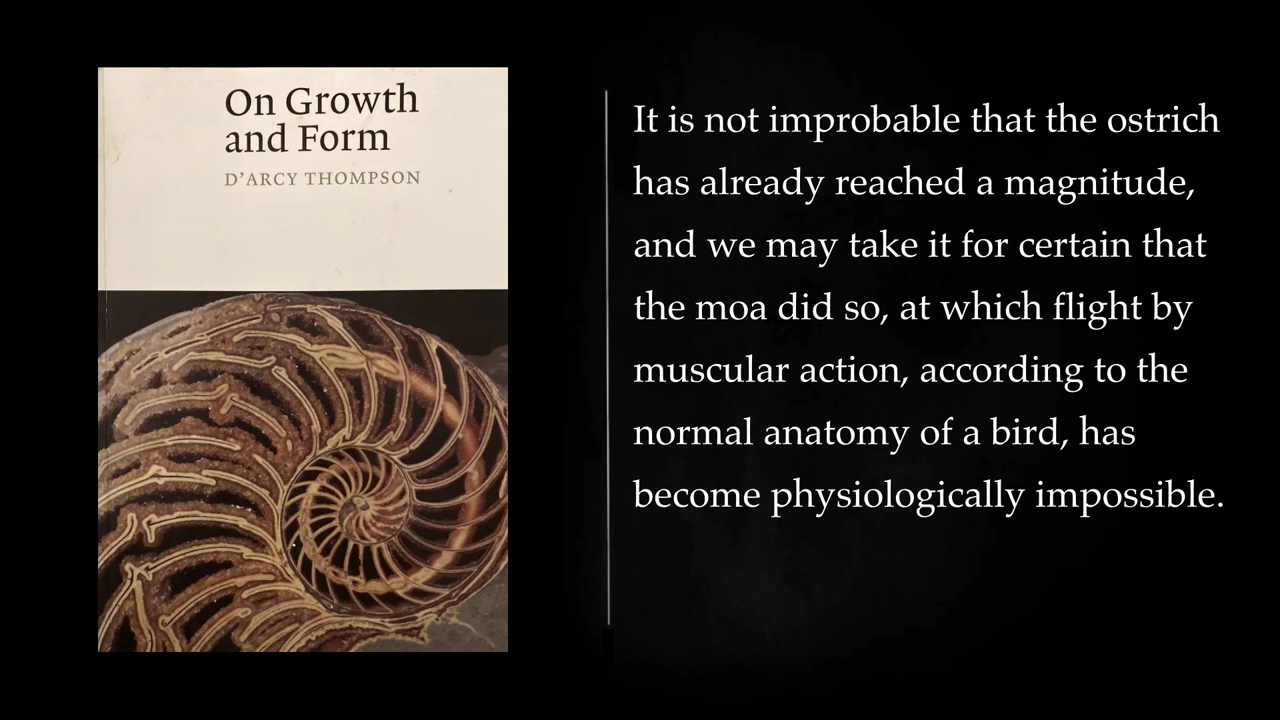 On Growth
and Form
D'ARCY THOMPSON
It is not improbable that the ostrich
has already reached a magnitude,
and we may take it for certain that
the moa did so, at which flight by
muscular action, according to the
normal anatomy of a bird, has
become physiologically impossible.